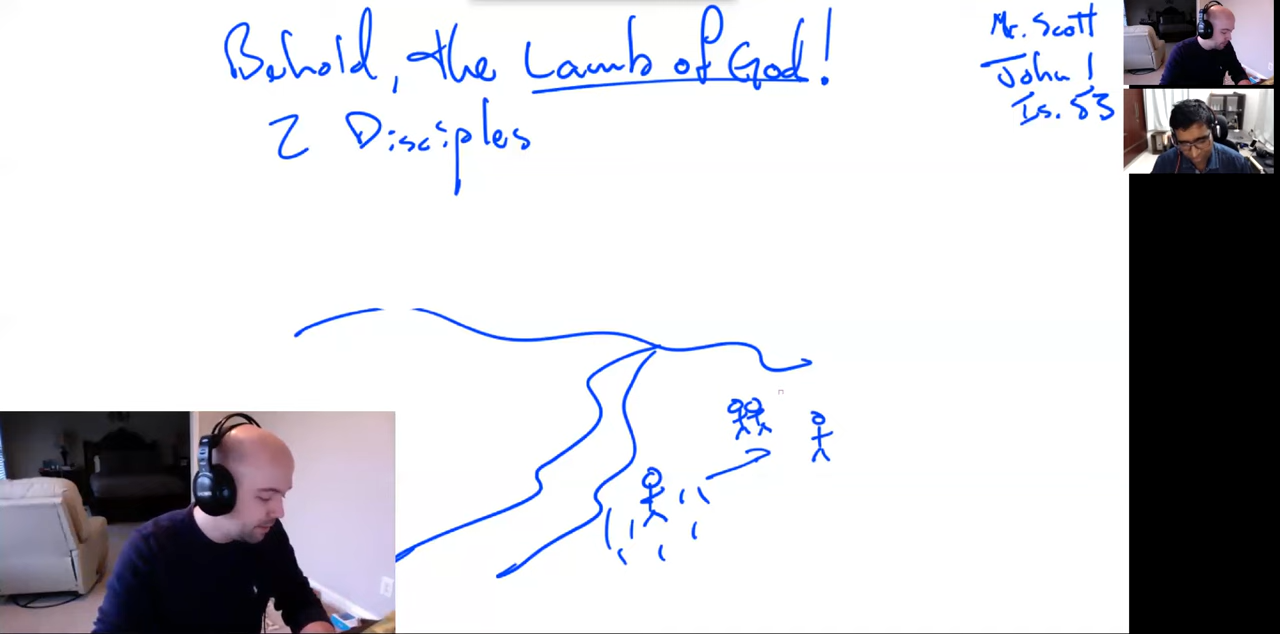 Behold, the Lamb of God!
2 Disciples
Mr. Scott
John 1
Is. 53